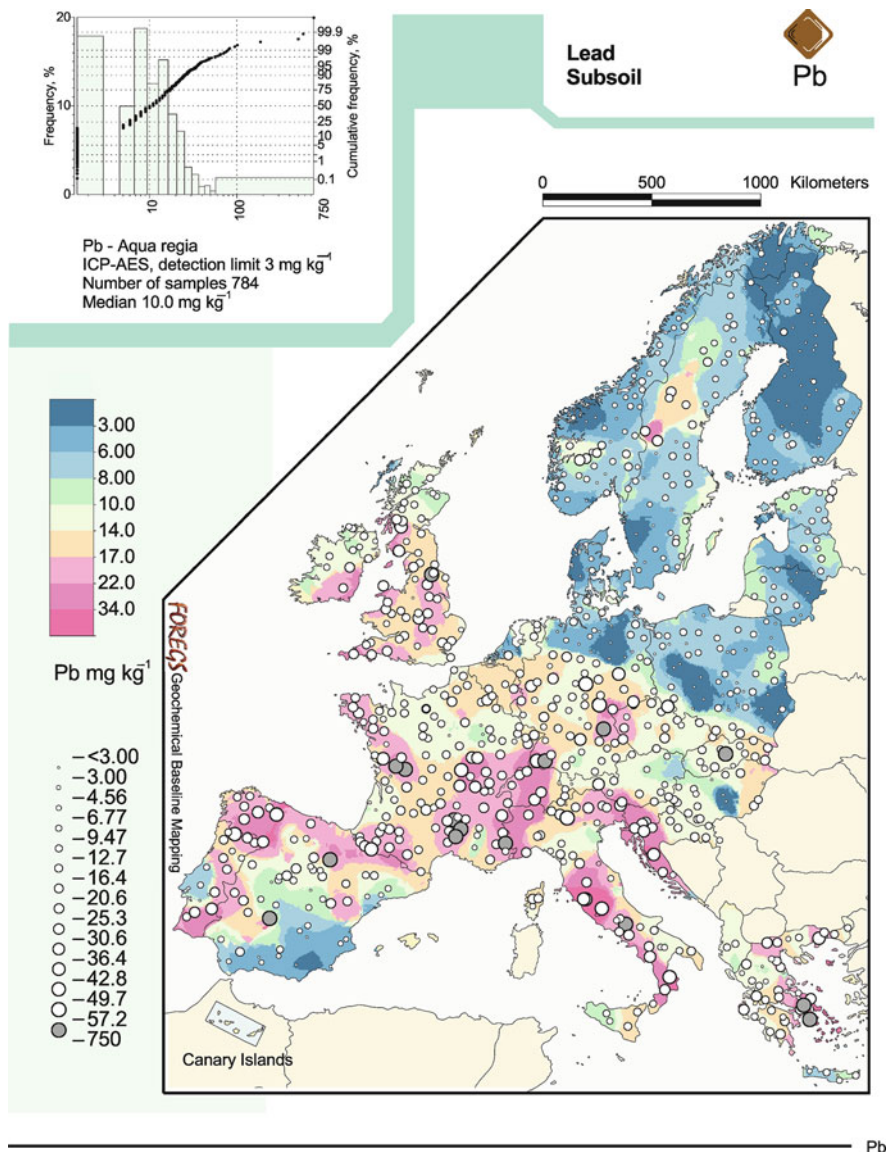 20
10
0
Frequency, %
99.9
99
95
90
75
50
25
10
5
1
0.1
Cumulative frequency, %
10
100
750
Pb - Aqua regia
ICP-AES, detection limit 3 mg kg⁻¹
Number of samples 784
Median 10.0 mg kg⁻¹
Lead
Subsoil
Pb
0 500 1000 Kilometers
3.00
6.00
8.00
10.0
14.0
17.0
22.0
34.0
Pb mg kg⁻¹
–<3.00
–3.00
–4.56
–6.77
–9.47
–12.7
–16.4
–20.6
–25.3
–30.6
–36.4
–42.8
–49.7
–57.2
–750
FOREGS Geochemical Baseline Mapping
Canary Islands
Pb